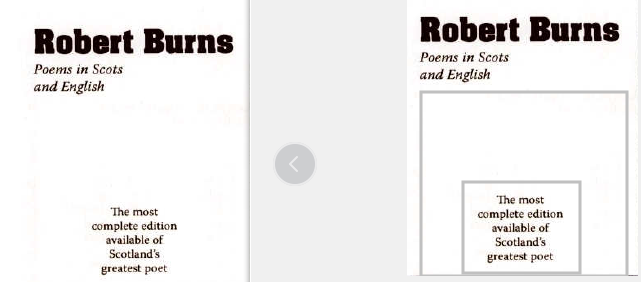 Robert Burns
Poems in Scots
and English
The most
complete edition
available of
Scotland's
greatest poet
Robert Burns
Poems in Scots
and English
The most
complete edition
available of
Scotland's
greatest poet